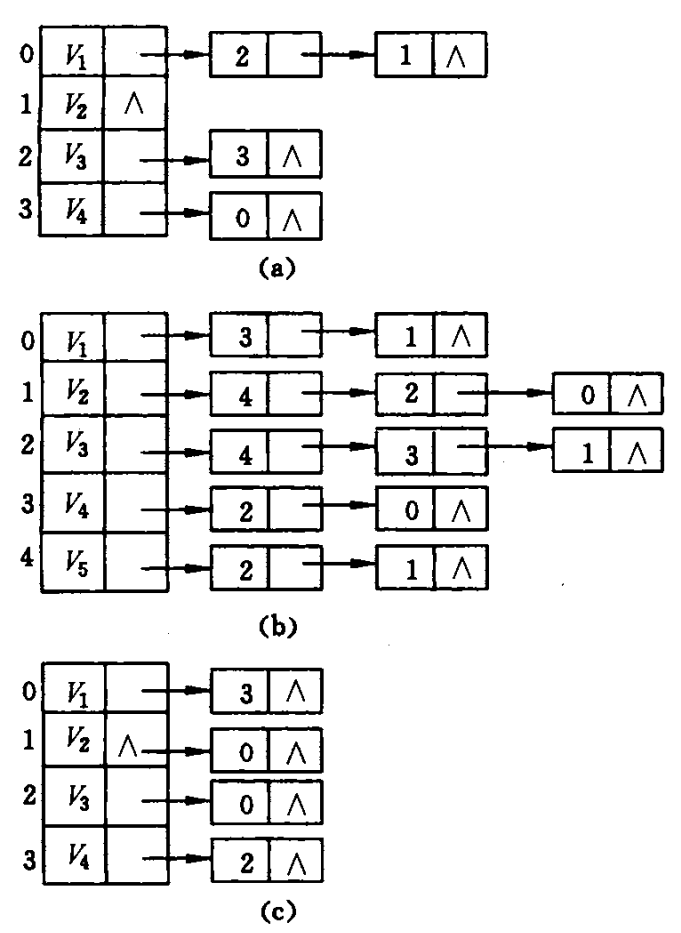 0 V₁ 2 1 ∧
1 V₂ ∧
2 V₃ 3 ∧
3 V₄ 0 ∧
(a)
0 V₁ 3 1 ∧
1 V₂ 4 2 0 ∧
2 V₃ 4 3 1 ∧
3 V₄ 2 0 ∧
4 V₅ 2 1 ∧
(b)
0 V₁ 3 ∧
1 V₂ ∧ 0 ∧
2 V₃ 0 ∧
3 V₄ 2 ∧
(c)